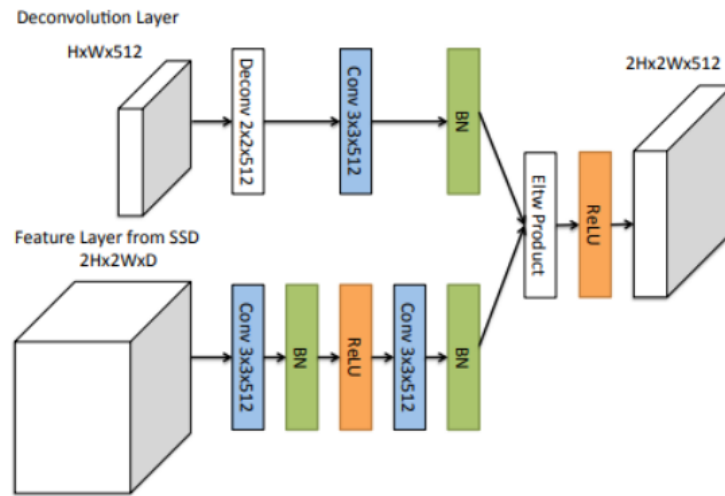 Deconvolution Layer
HxWx512
Deconv 2x2x512
Conv 3x3x512
BN
2Hx2Wx512
Eltw Product
ReLU
Feature Layer from SSD
2Hx2WxD
Conv 3x3x512
BN
ReLU
Conv 3x3x512
BN